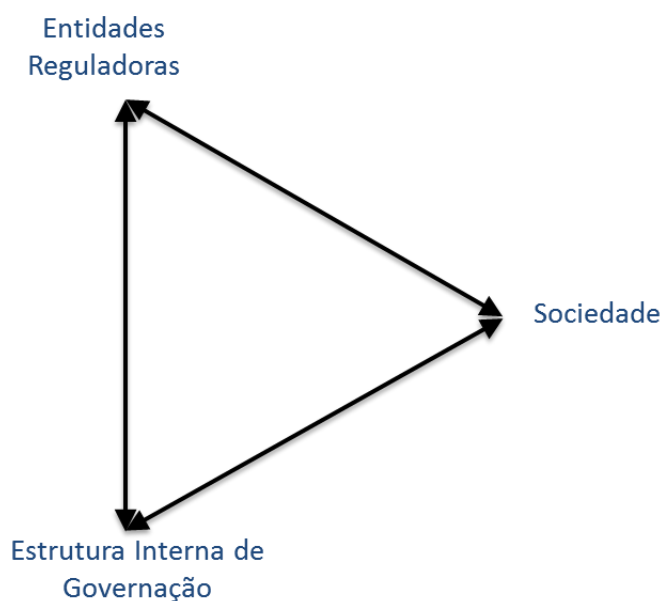 Entidades
Reguladoras
Sociedade
Estrutura Interna de
Governação